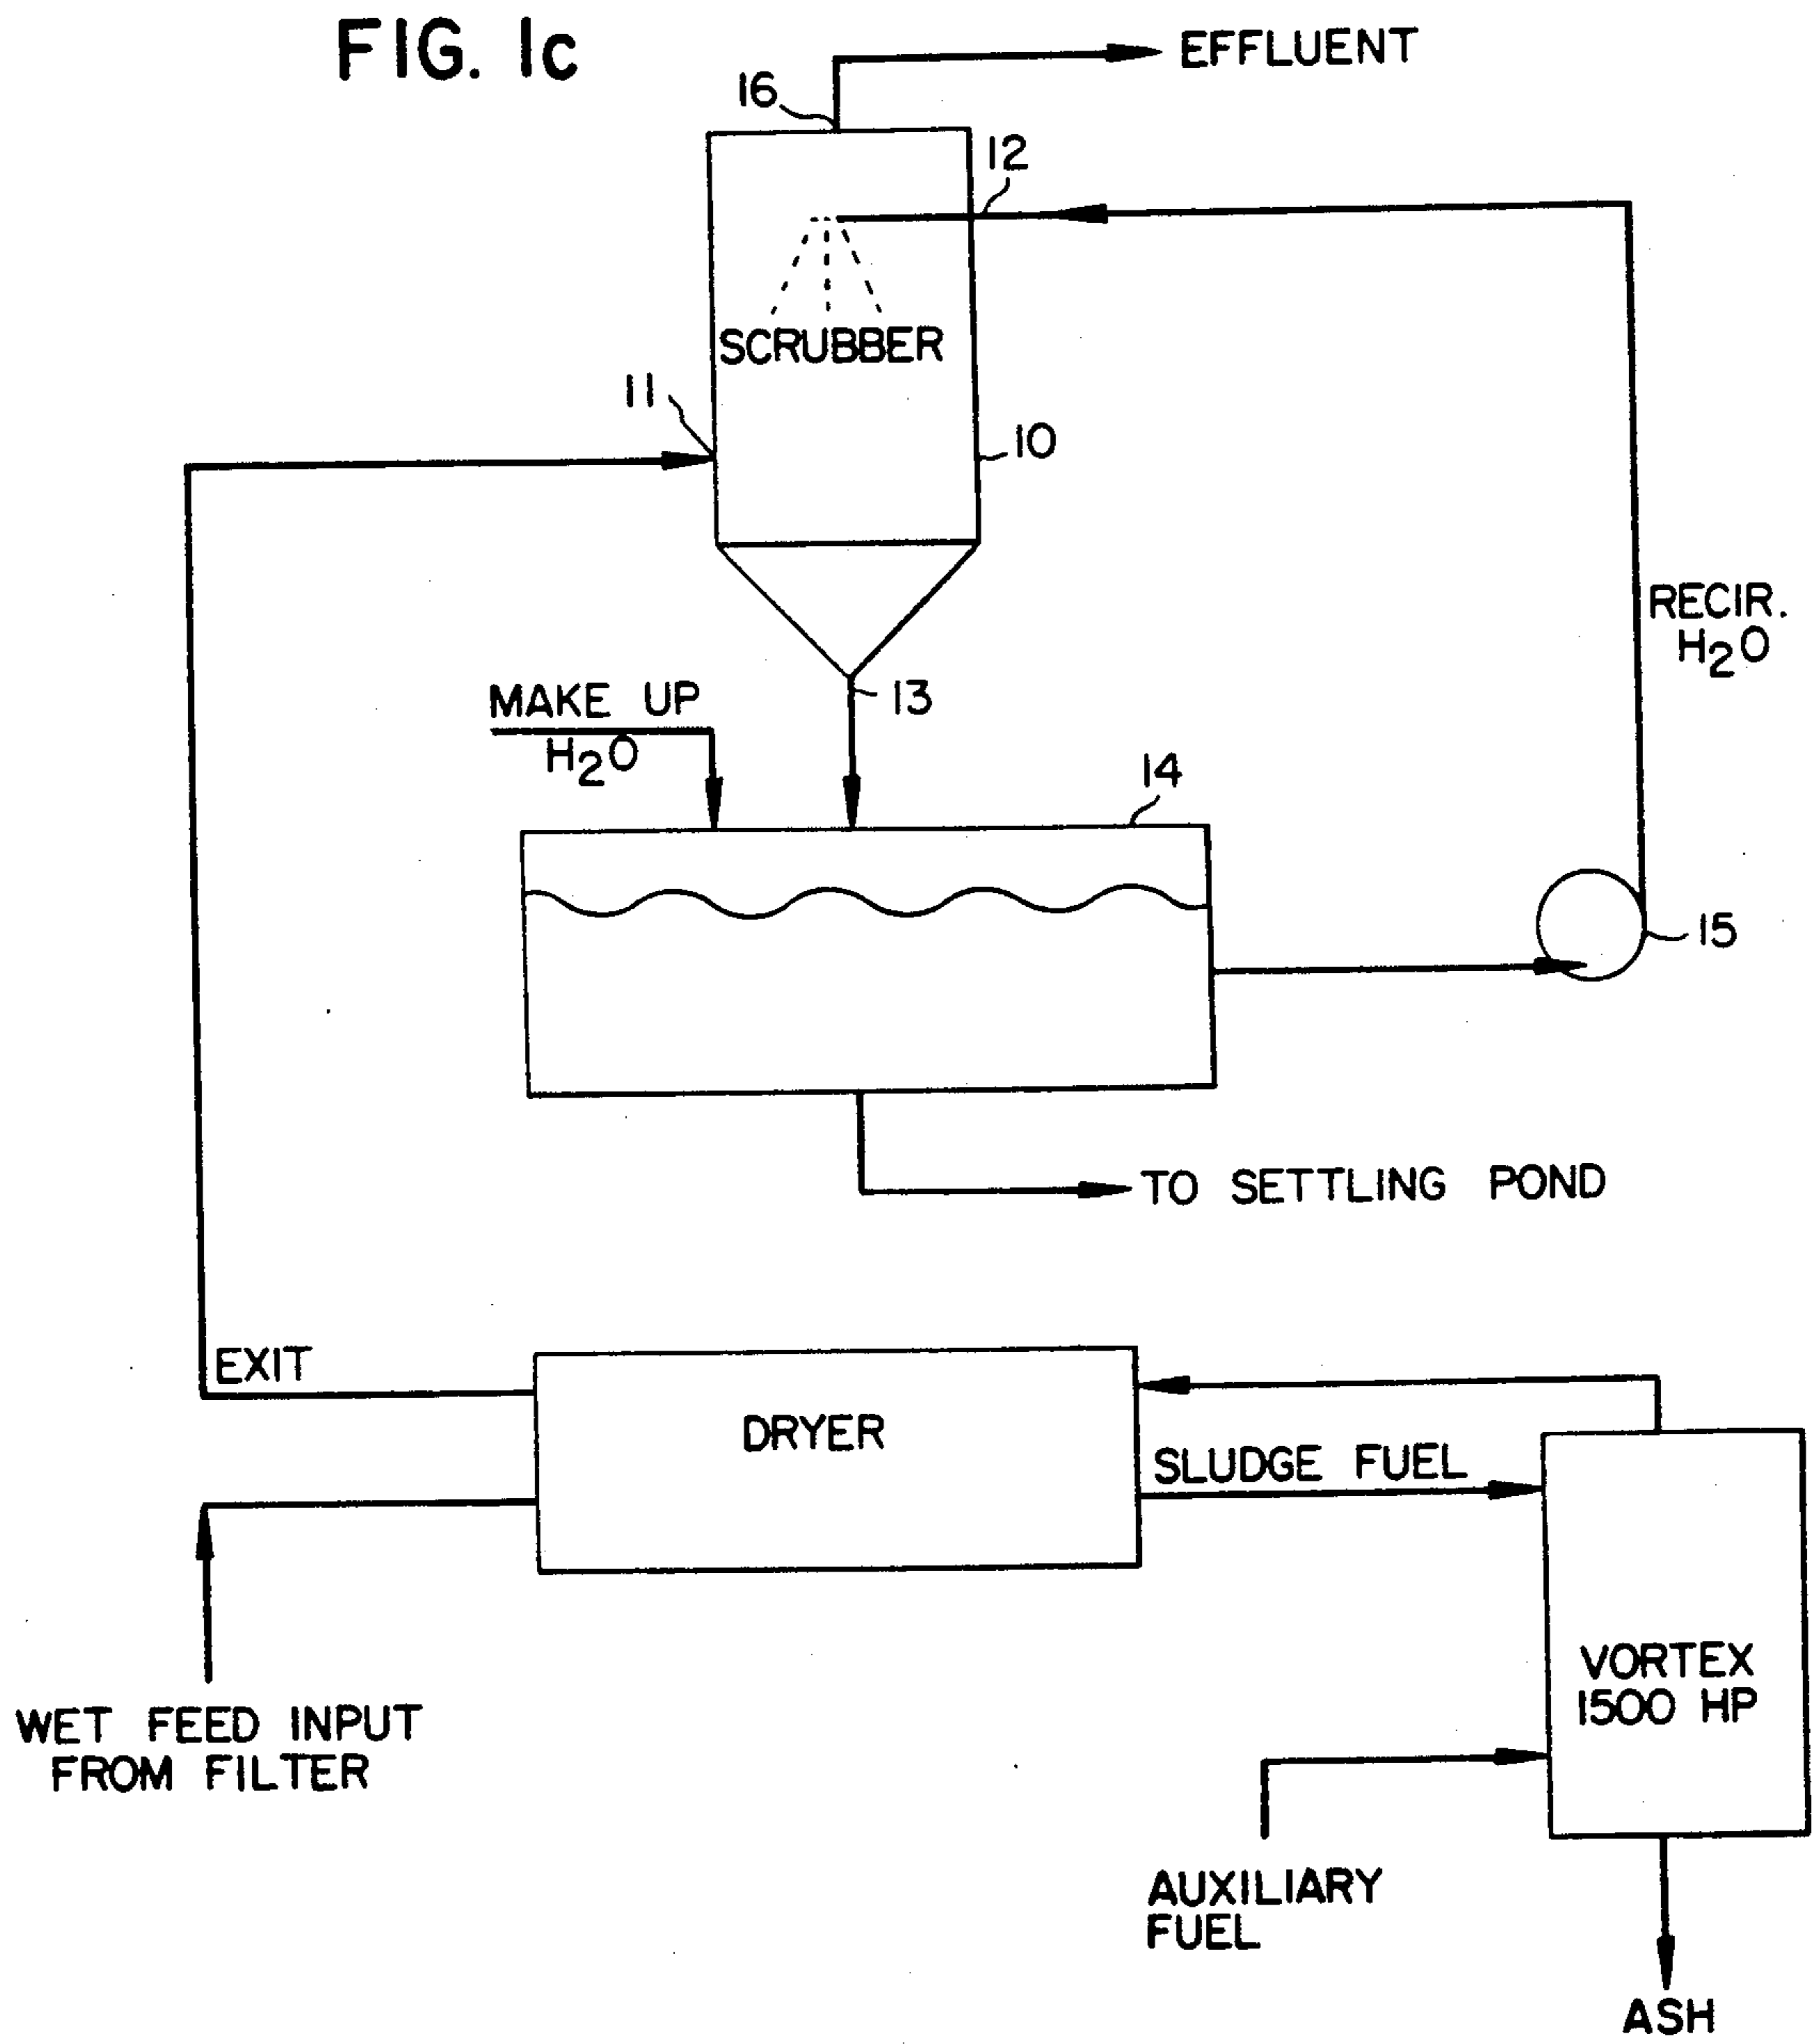 FIG. 1c
EFFLUENT
16
12
SCRUBBER
11
10
RECIR.
H2O
13
MAKE UP
H2O
14
15
TO SETTLING POND
EXIT
DRYER
SLUDGE FUEL
VORTEX
1500 HP
WET FEED INPUT
FROM FILTER
AUXILIARY
FUEL
ASH